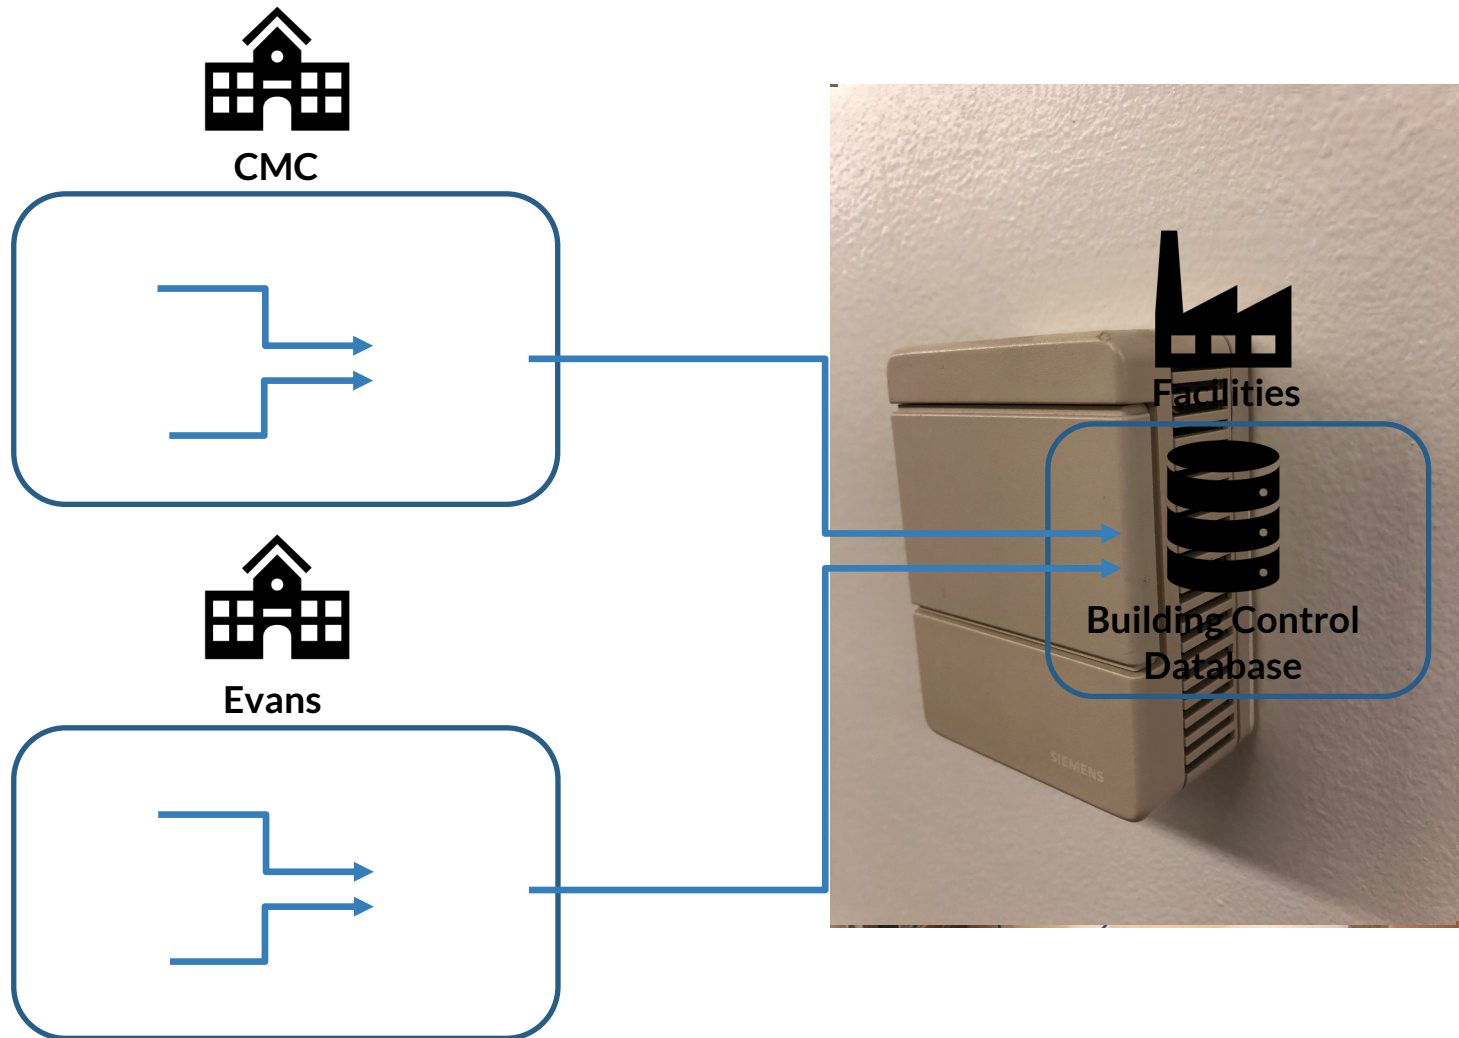 CMC
Facilities
Building Control
Database
Evans
SIEMENS